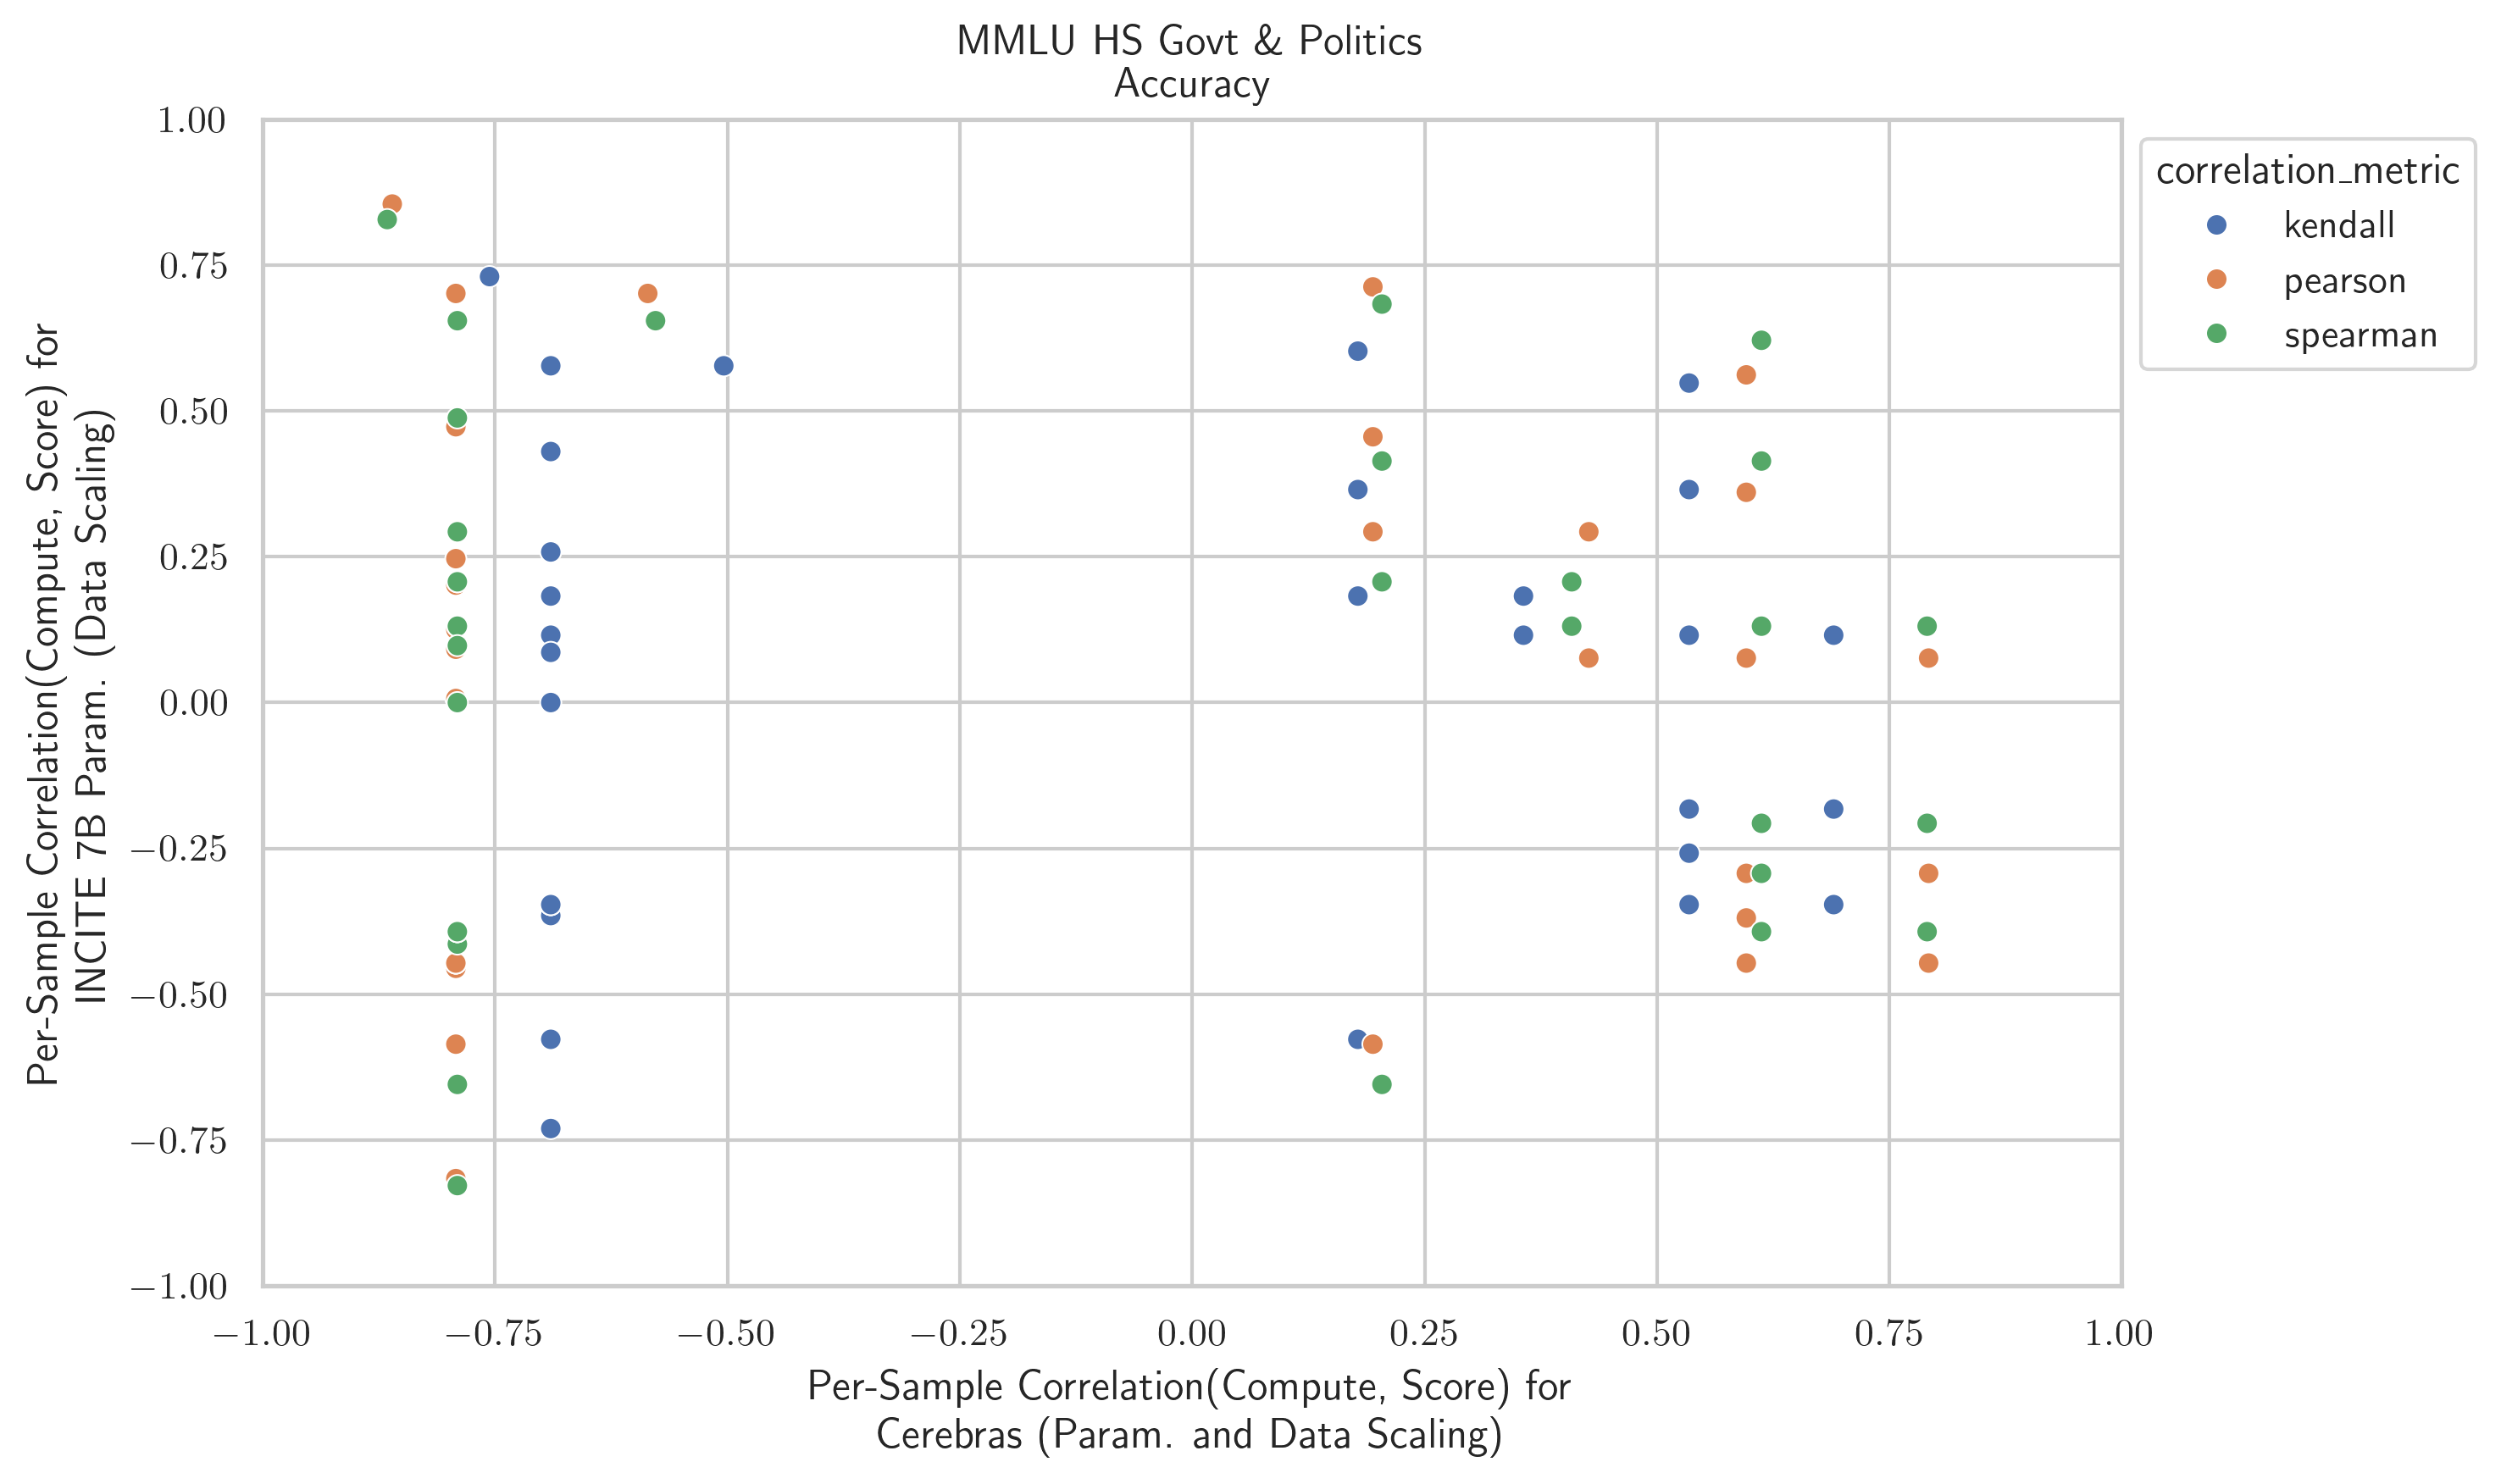 MMLU HS Govt & Politics
Accuracy
1.00
0.75
0.50
0.25
0.00
−0.25
−0.50
−0.75
−1.00
Per-Sample Correlation(Compute, Score) for
INCITE 7B Param. (Data Scaling)
correlation_metric
kendall
pearson
spearman
−1.00 −0.75 −0.50 −0.25 0.00 0.25 0.50 0.75 1.00
Per-Sample Correlation(Compute, Score) for
Cerebras (Param. and Data Scaling)